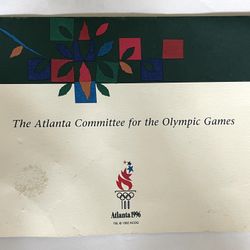 The Atlanta Committee for the Olympic Games
Atlanta 1996